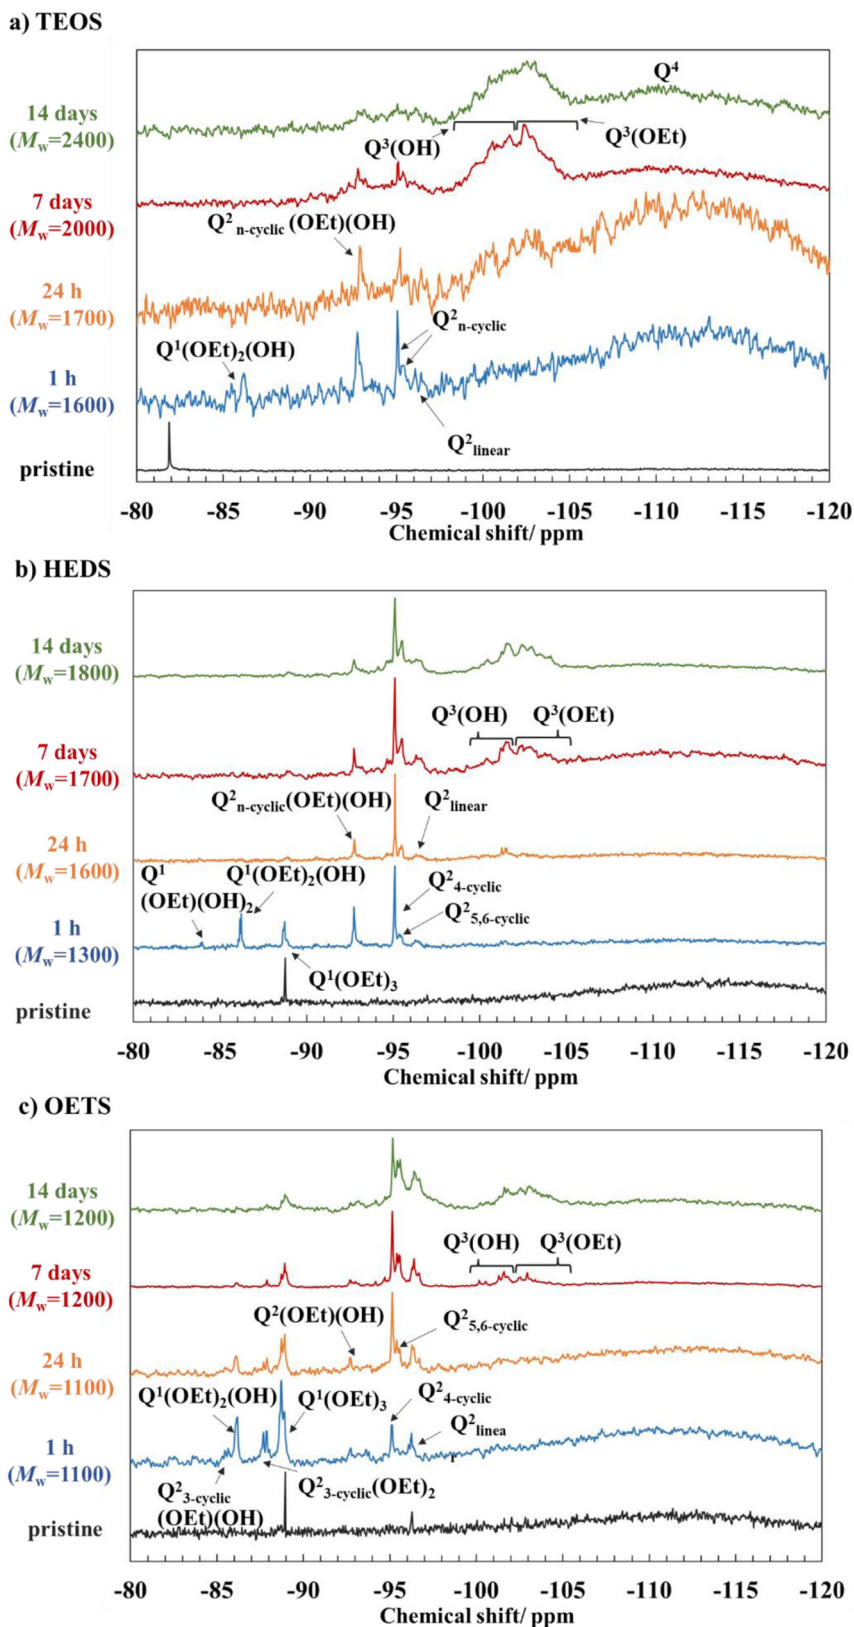 a) TEOS
14 days
(Mw=2400)
Q4
Q3(OH)
Q3(OEt)
7 days
(Mw=2000)
Q2 n-cyclic (OEt)(OH)
24 h
(Mw=1700)
Q2n-cyclic
Q1(OEt)2(OH)
1 h
(Mw=1600)
Q2linear
pristine
-80 -85 -90 -95 -100 -105 -110 -115 -120
Chemical shift/ ppm
b) HEDS
14 days
(Mw=1800)
Q3(OH) Q3(OEt)
7 days
(Mw=1700)
Q2n-cyclic(OEt)(OH) Q2linear
24 h
(Mw=1600)
Q1
(OEt)(OH)2
Q1(OEt)2(OH)
Q24-cyclic
Q25,6-cyclic
1 h
(Mw=1300)
Q1(OEt)3
pristine
-80 -85 -90 -95 -100 -105 -110 -115 -120
Chemical shift/ ppm
c) OETS
14 days
(Mw=1200)
Q3(OH) Q3(OEt)
7 days
(Mw=1200)
Q2(OEt)(OH)
Q25,6-cyclic
24 h
(Mw=1100)
Q1(OEt)2(OH) Q1(OEt)3
Q24-cyclic
Q2linea
r
1 h
(Mw=1100)
Q23-cyclic
(OEt)(OH)
Q23-cyclic(OEt)2
pristine
-80 -85 -90 -95 -100 -105 -110 -115 -120
Chemical shift/ ppm